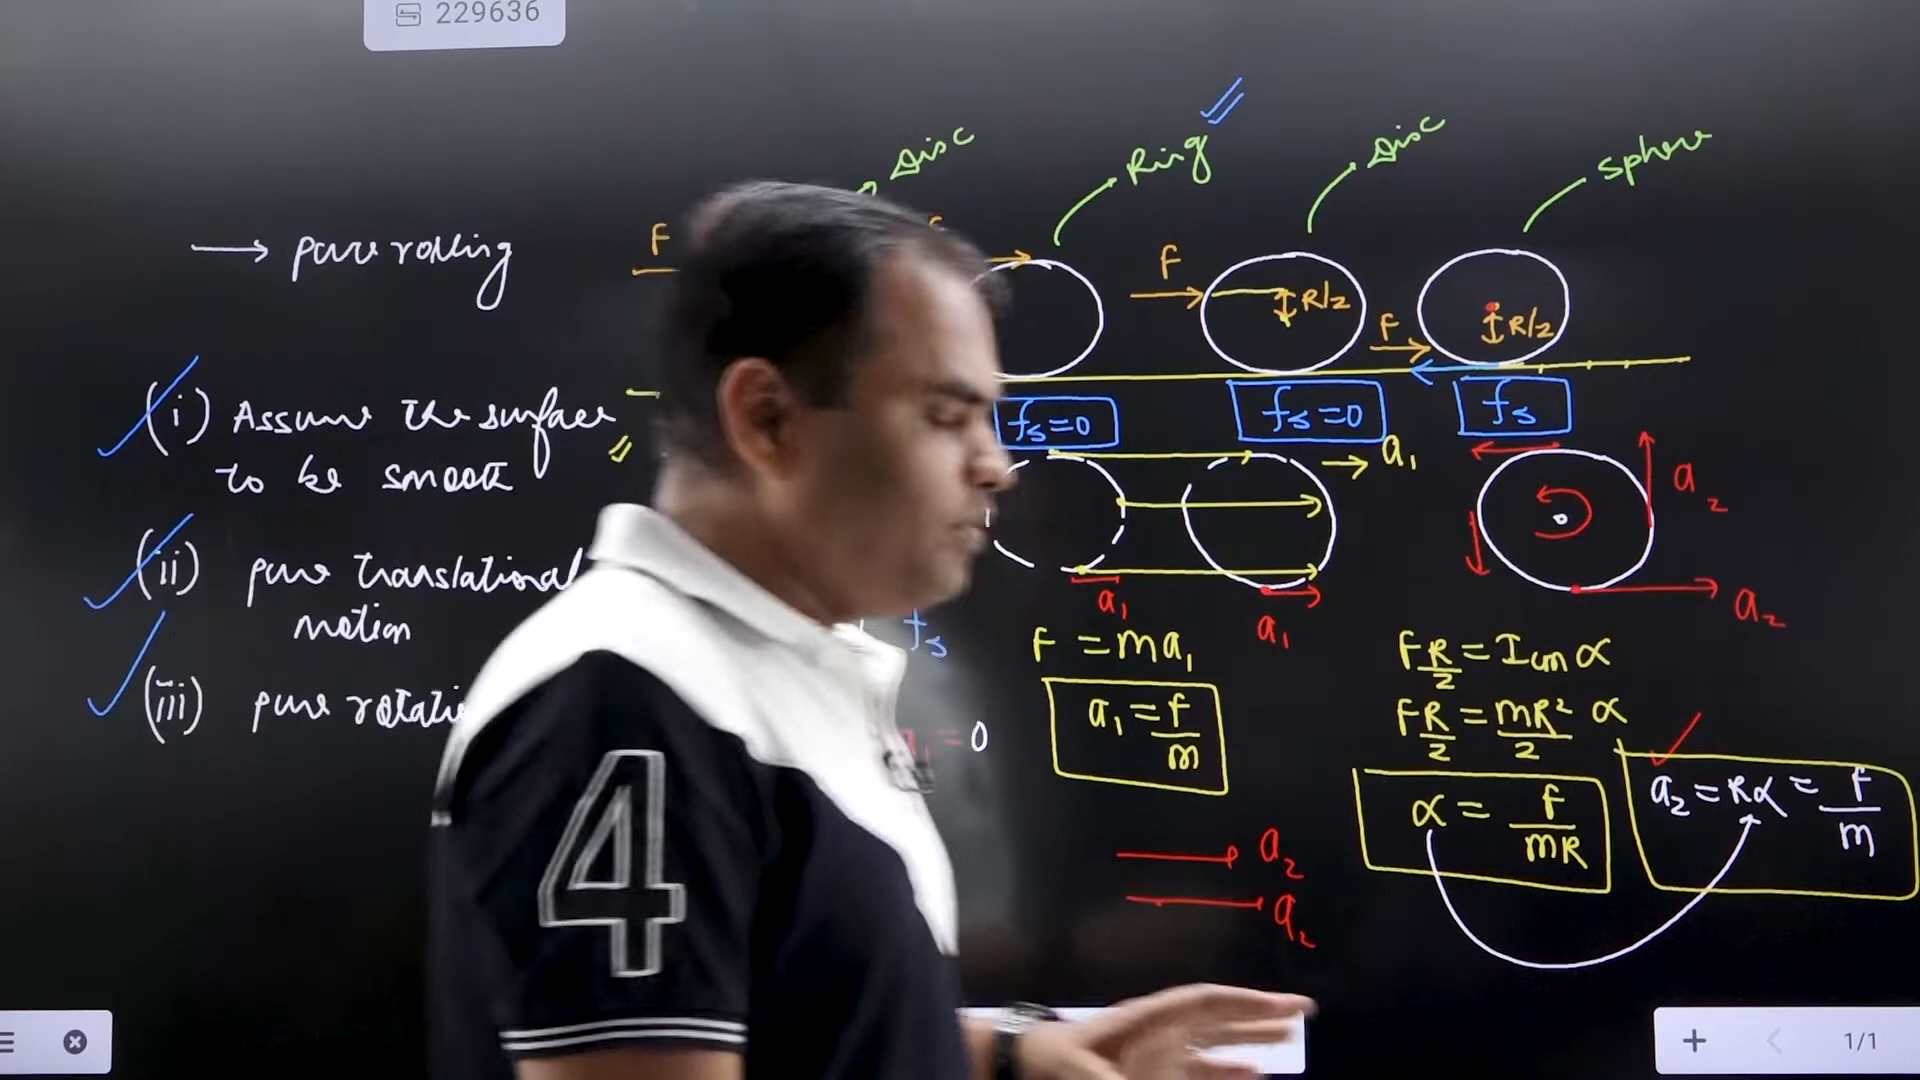 229636
Disc
Ring
Disc
Sphere
→ pure rolling
F
F
R/2
F
R/2
(i) Assume the surface
to be smooth
fs=0
fs=0
fs
a₁
a₂
(ii) pure translational
motion
a₁
a₁
a₂
fs
F = ma₁
F R/2 = Icm α
(iii) pure
a₁ = 0
a₁ = F/m
FR/2 = mR²/2 α
α = F/mR
a₂ = Rα = F/m
a₂
a₂
4
1/1